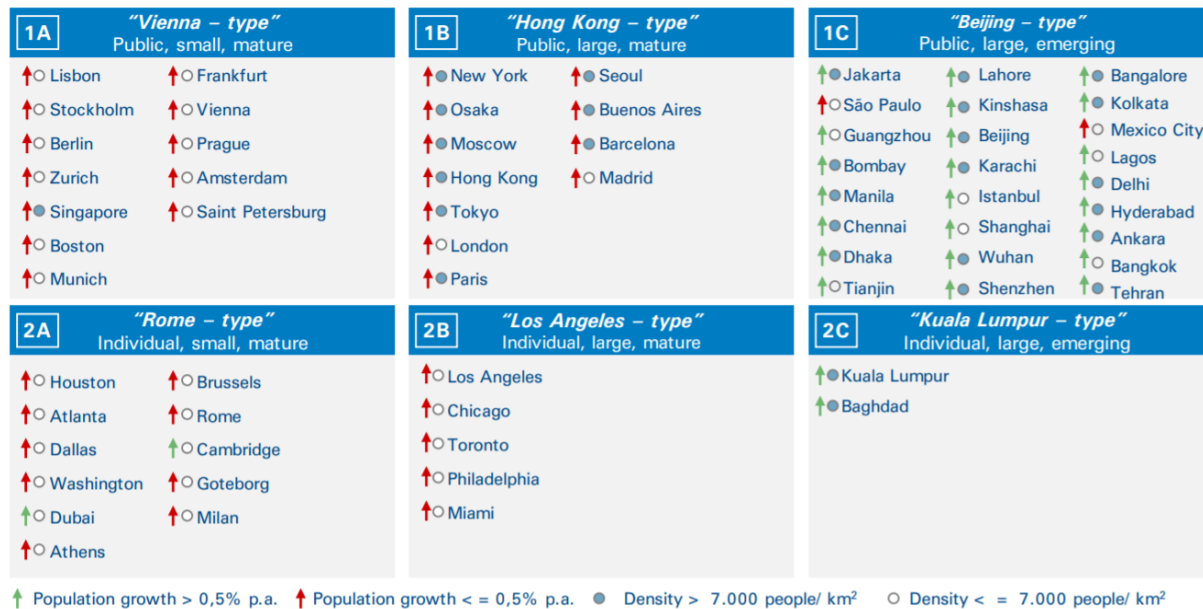 1A
"Vienna – type"
Public, small, mature
Lisbon
Stockholm
Berlin
Zurich
Singapore
Boston
Munich
Frankfurt
Vienna
Prague
Amsterdam
Saint Petersburg
1B
"Hong Kong – type"
Public, large, mature
New York
Osaka
Moscow
Hong Kong
Tokyo
London
Paris
Seoul
Buenos Aires
Barcelona
Madrid
1C
"Beijing – type"
Public, large, emerging
Jakarta
São Paulo
Guangzhou
Bombay
Manila
Chennai
Dhaka
Tianjin
Lahore
Kinshasa
Beijing
Karachi
Istanbul
Shanghai
Wuhan
Shenzhen
Bangalore
Kolkata
Mexico City
Lagos
Delhi
Hyderabad
Ankara
Bangkok
Tehran
2A
"Rome – type"
Individual, small, mature
Houston
Atlanta
Dallas
Washington
Dubai
Athens
Brussels
Rome
Cambridge
Goteborg
Milan
2B
"Los Angeles – type"
Individual, large, mature
Los Angeles
Chicago
Toronto
Philadelphia
Miami
2C
"Kuala Lumpur – type"
Individual, large, emerging
Kuala Lumpur
Baghdad
Population growth > 0,5% p.a. Population growth < = 0,5% p.a. Density > 7.000 people/ km² Density < = 7.000 people/ km²